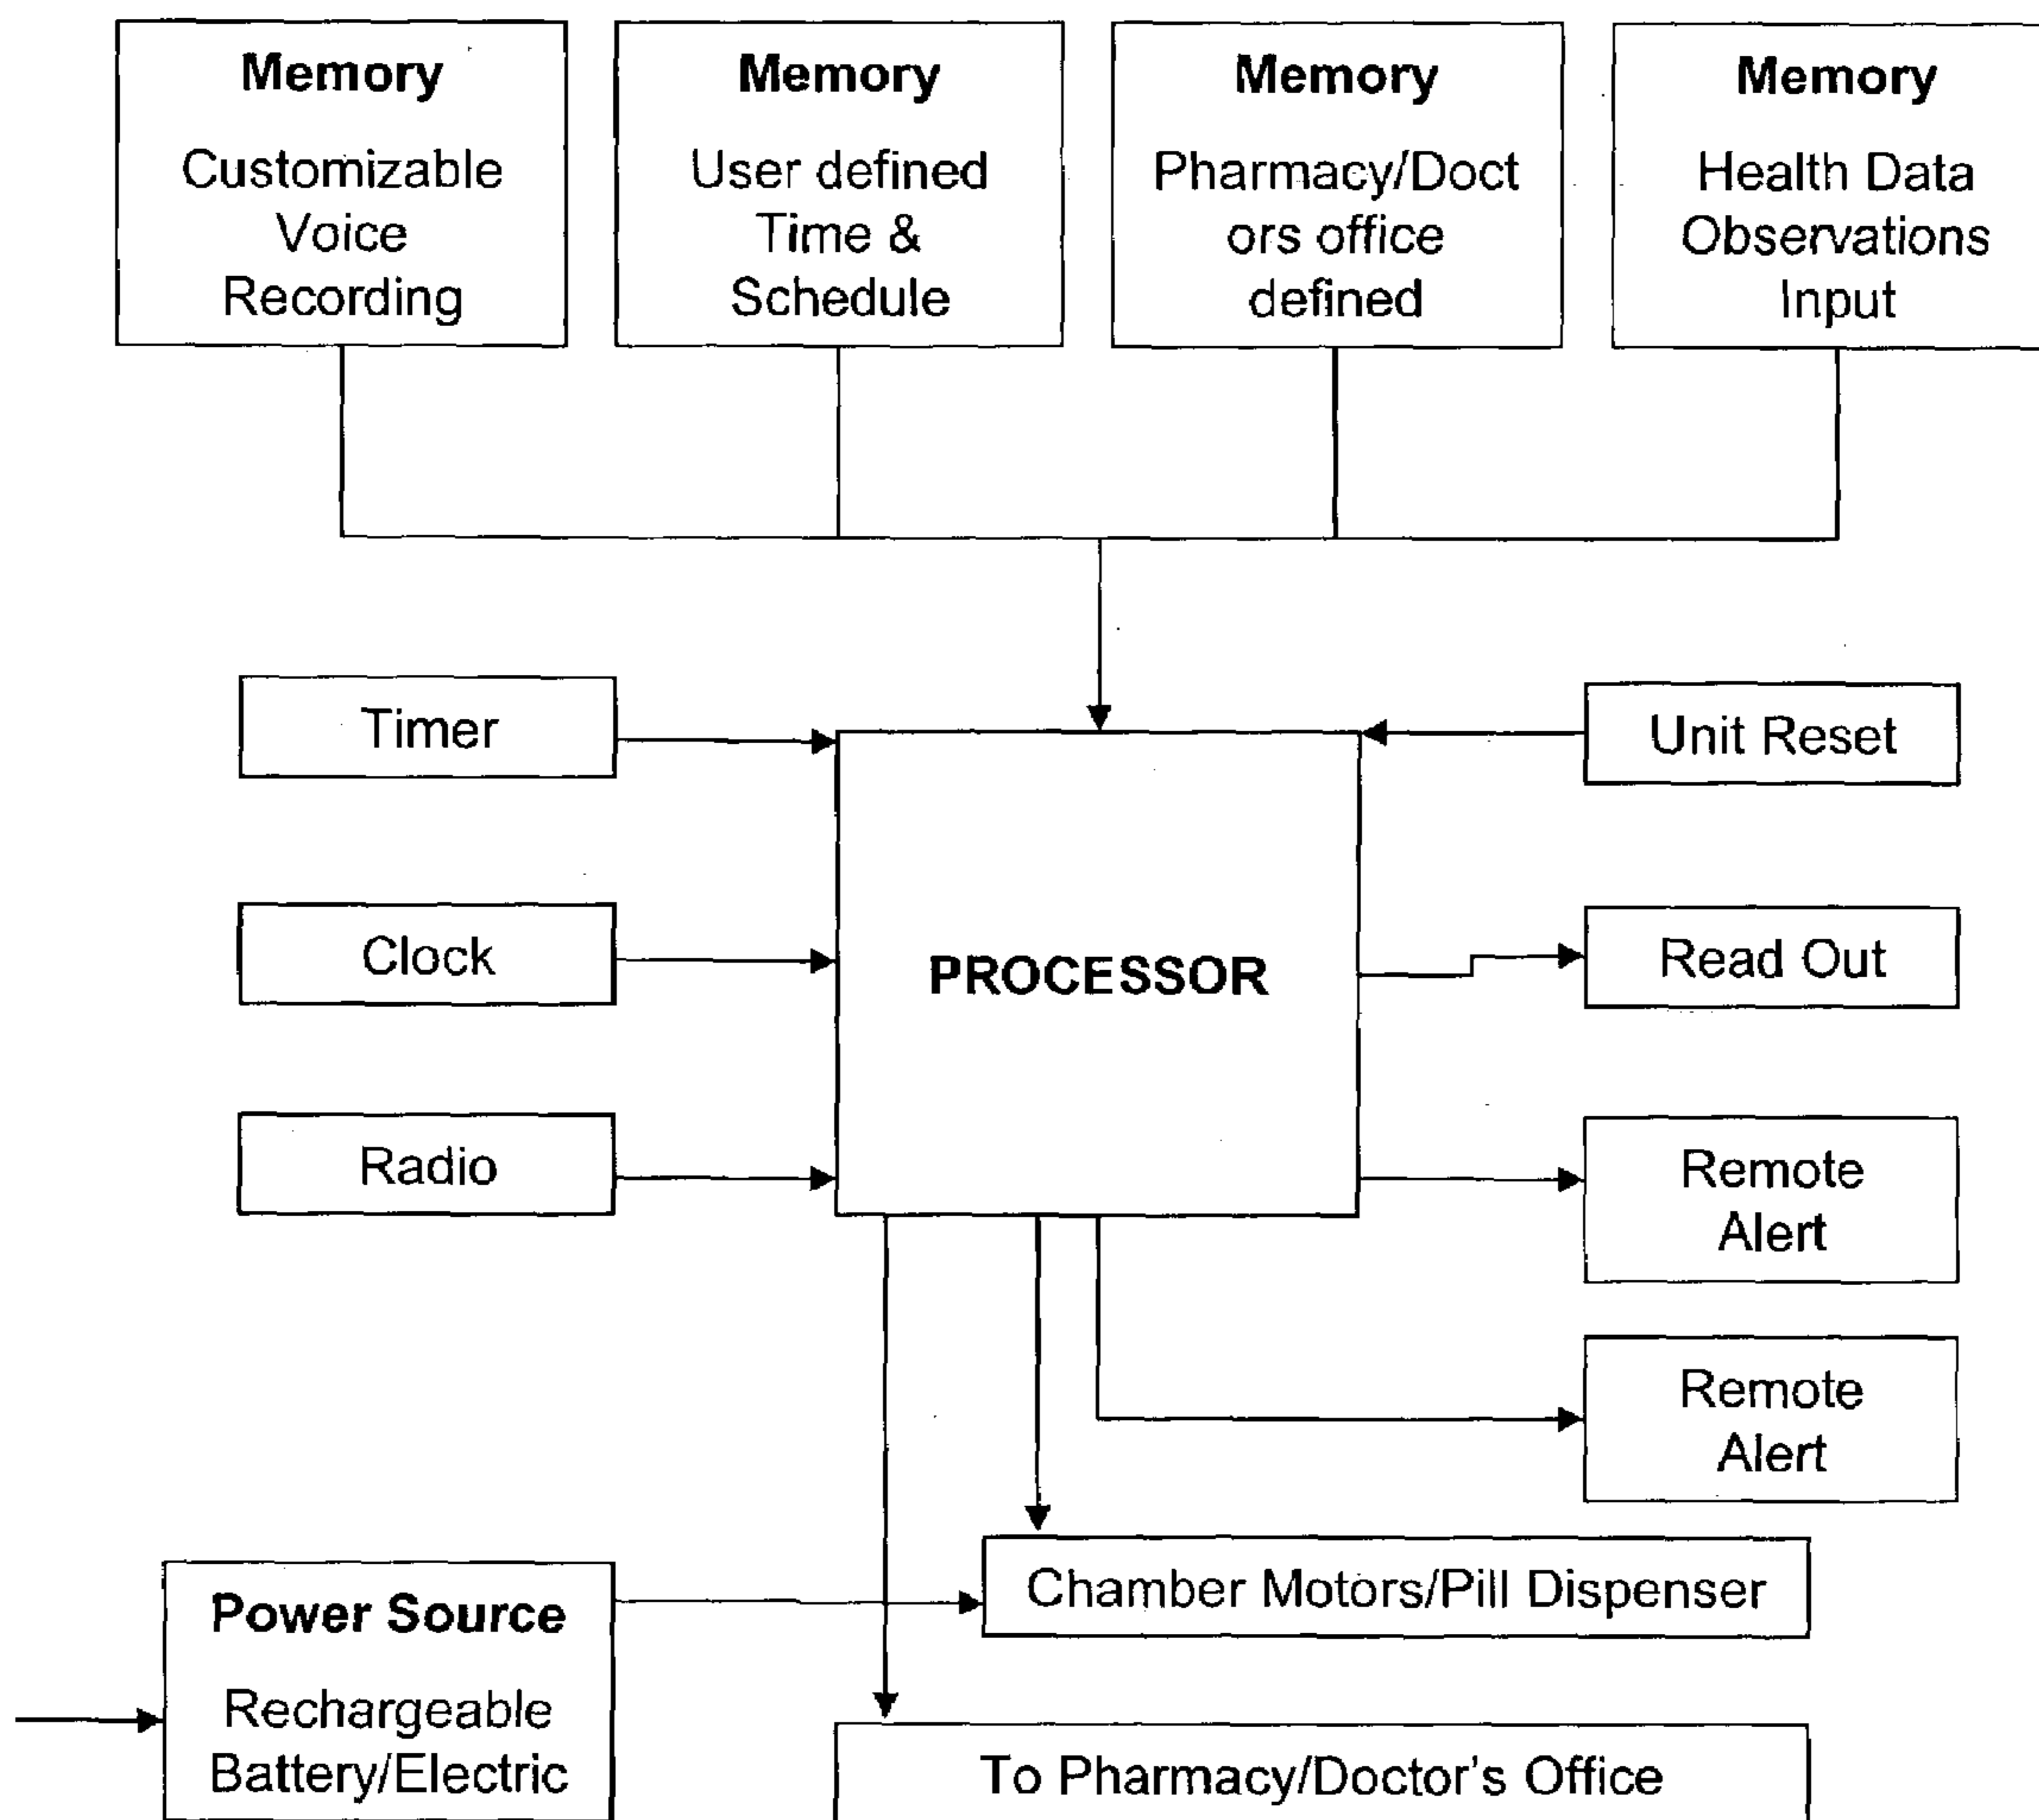 Memory
Customizable
Voice
Recording
Memory
User defined
Time &
Schedule
Memory
Pharmacy/Doct
ors office
defined
Memory
Health Data
Observations
Input
Timer
Unit Reset
Clock
PROCESSOR
Read Out
Radio
Remote
Alert
Remote
Alert
Chamber Motors/Pill Dispenser
Power Source
Rechargeable
Battery/Electric
To Pharmacy/Doctor's Office